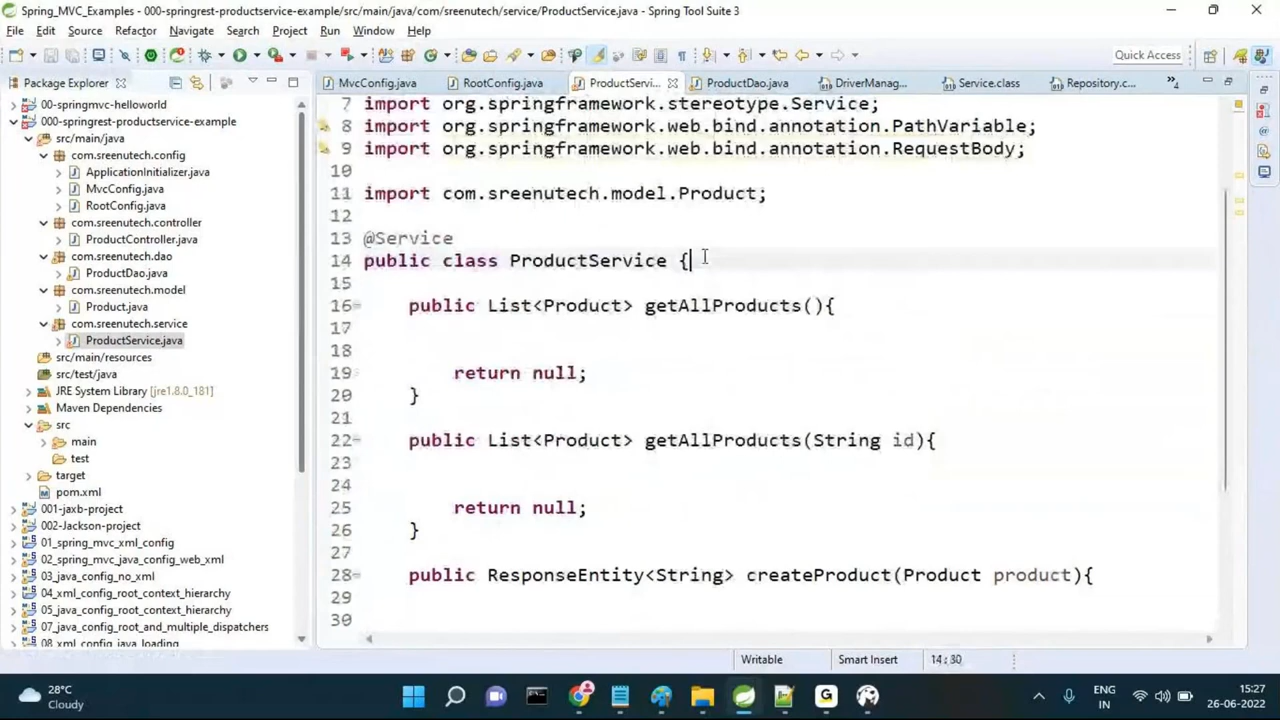 Spring_MVC_Examples - 000-springrest-productservice-example/src/main/java/com/sreenutech/service/ProductService.java - Spring Tool Suite 3
File Edit Source Refactor Navigate Search Project Run Window Help
Quick Access
Package Explorer
MvcConfig.java RootConfig.java ProductServi... ProductDao.java DriverManag... Service.class Repository.c... »4
00-springmvc-helloworld
000-springrest-productservice-example
src/main/java
com.sreenutech.config
ApplicationInitializer.java
MvcConfig.java
RootConfig.java
com.sreenutech.controller
ProductController.java
com.sreenutech.dao
ProductDao.java
com.sreenutech.model
Product.java
com.sreenutech.service
ProductService.java
src/main/resources
src/test/java
JRE System Library [jre1.8.0_181]
Maven Dependencies
src
main
test
target
pom.xml
001-jaxb-project
002-Jackson-project
01_spring_mvc_xml_config
02_spring_mvc_java_config_web_xml
03_java_config_no_xml
04_xml_config_root_context_hierarchy
05_java_config_root_context_hierarchy
07_java_config_root_and_multiple_dispatchers
08_xml_config_java_loading
7 import org.springframework.stereotype.Service;
8 import org.springframework.web.bind.annotation.PathVariable;
9 import org.springframework.web.bind.annotation.RequestBody;
10
11 import com.sreenutech.model.Product;
12
13 @Service
14 public class ProductService {
15
16 public List<Product> getAllProducts(){
17
18
19 return null;
20 }
21
22 public List<Product> getAllProducts(String id){
23
24
25 return null;
26 }
27
28 public ResponseEntity<String> createProduct(Product product){
29
30
Writable Smart Insert 14:30
28°C
Cloudy
ENG
IN
15:27
26-06-2022